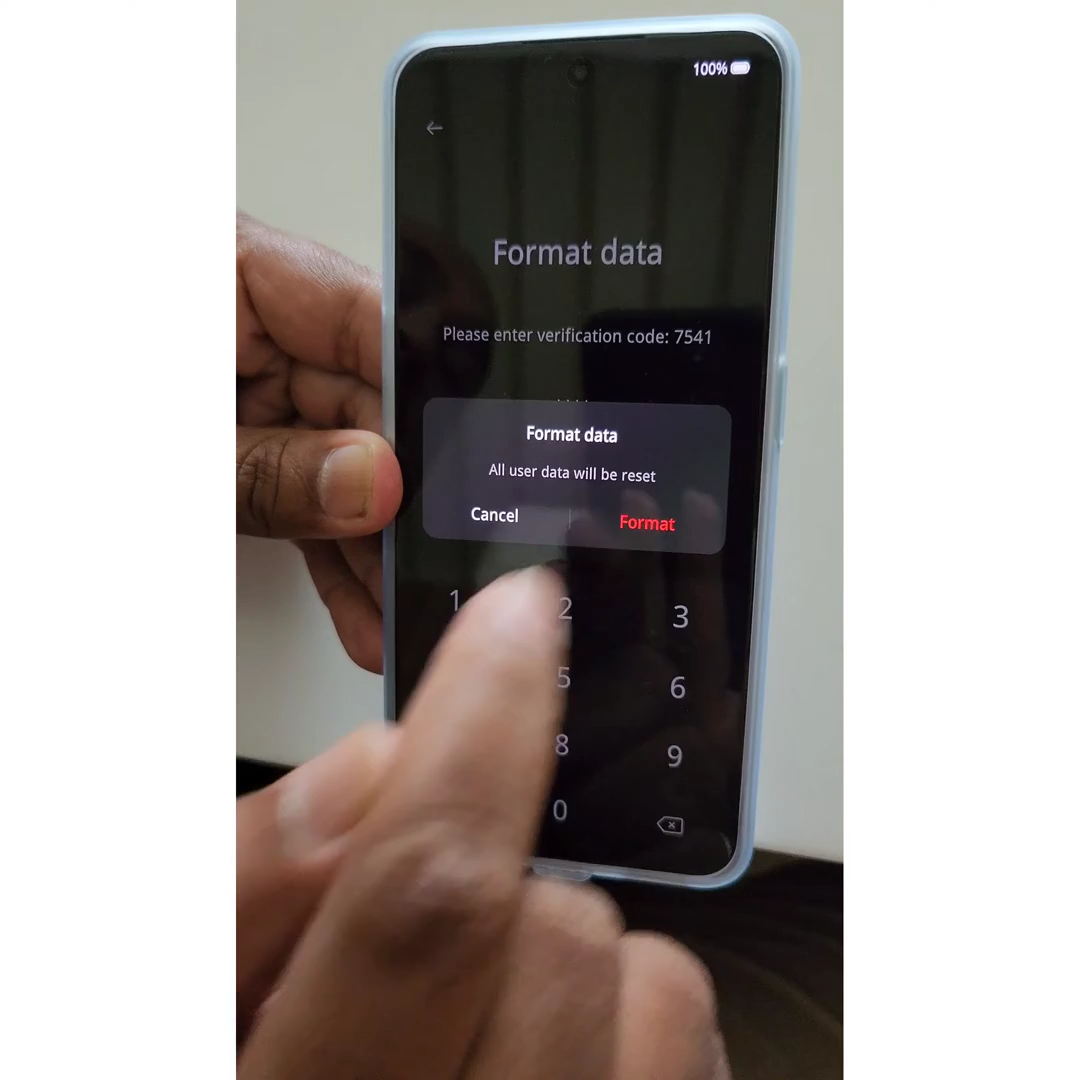 100%
Format data
Please enter verification code: 7541
Format data
All user data will be reset
Cancel Format
1 2 3
5 6
8 9
0